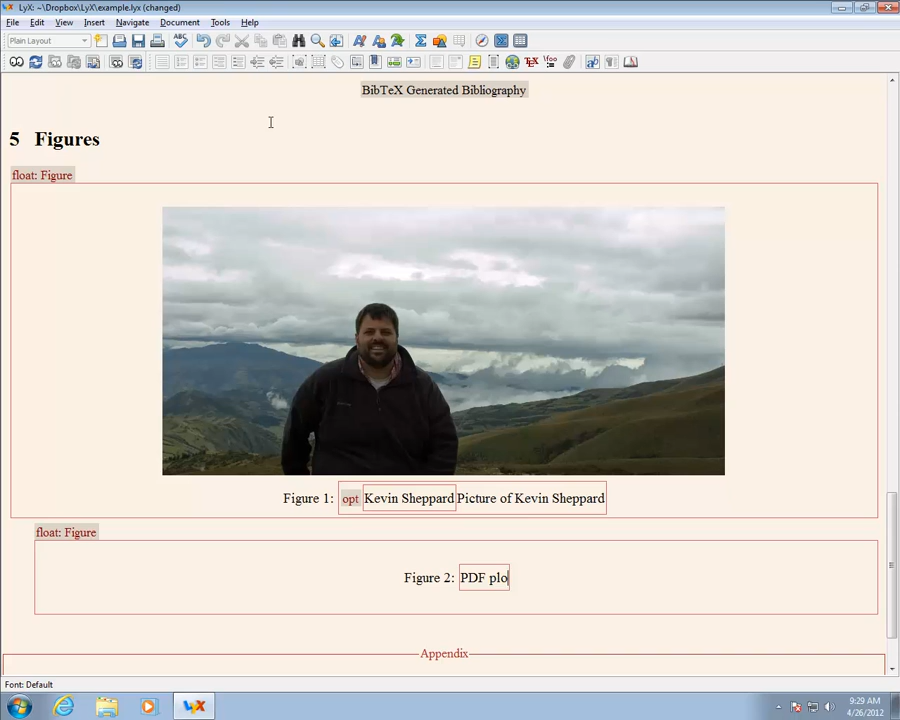 LyX: ~\Dropbox\LyX\example.lyx (changed)
File Edit View Insert Navigate Document Tools Help
Plain Layout
BibTeX Generated Bibliography
5 Figures
float: Figure
Figure 1: opt Kevin Sheppard Picture of Kevin Sheppard
float: Figure
Figure 2: PDF plo
Appendix
Font: Default
9:29 AM
4/26/2012